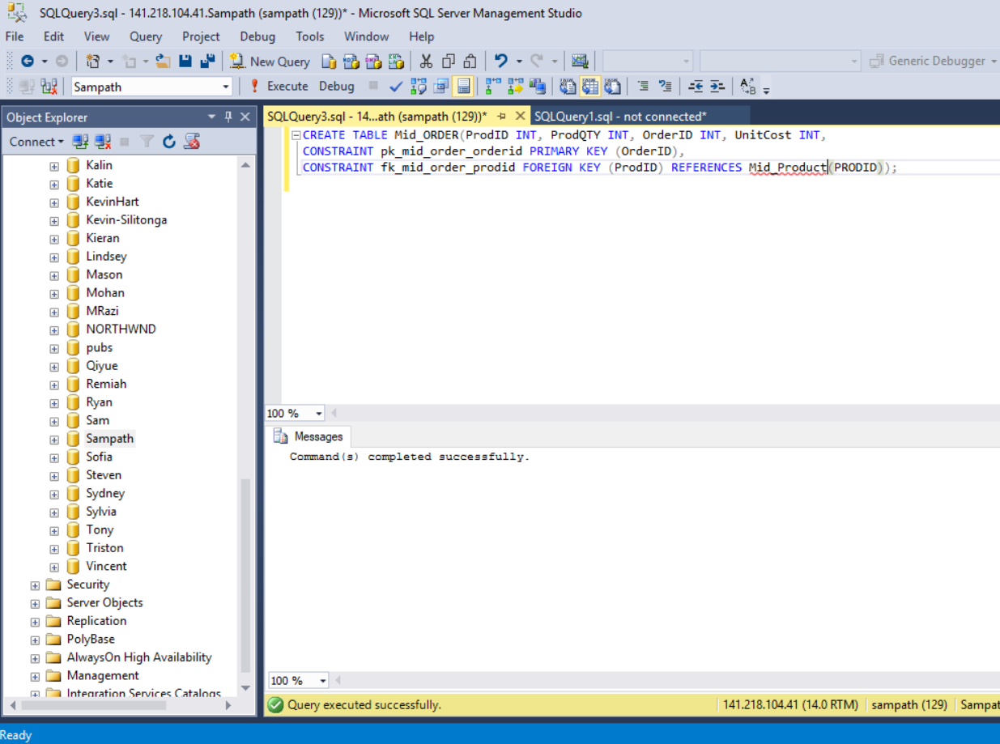 SQLQuery3.sql - 141.218.104.41.Sampath (sampath (129))* - Microsoft SQL Server Management Studio
File Edit View Query Project Debug Tools Window Help
New Query Generic Debugger
Sampath Execute Debug
Object Explorer
Connect
Kalin
Katie
KevinHart
Kevin-Silitonga
Kieran
Lindsey
Mason
Mohan
MRazi
NORTHWND
pubs
Qiyue
Remiah
Ryan
Sam
Sampath
Sofia
Steven
Sydney
Sylvia
Tony
Triston
Vincent
Security
Server Objects
Replication
PolyBase
AlwaysOn High Availability
Management
Integration Services Catalogs
SQLQuery3.sql - 14...ath (sampath (129))* SQLQuery1.sql - not connected*
CREATE TABLE Mid_ORDER(ProdID INT, ProdQTY INT, OrderID INT, UnitCost INT,
CONSTRAINT pk_mid_order_orderid PRIMARY KEY (OrderID),
CONSTRAINT fk_mid_order_prodid FOREIGN KEY (ProdID) REFERENCES Mid_Product(PRODID));
100 %
Messages
Command(s) completed successfully.
100 %
Query executed successfully. 141.218.104.41 (14.0 RTM) sampath (129) Sampat
Ready